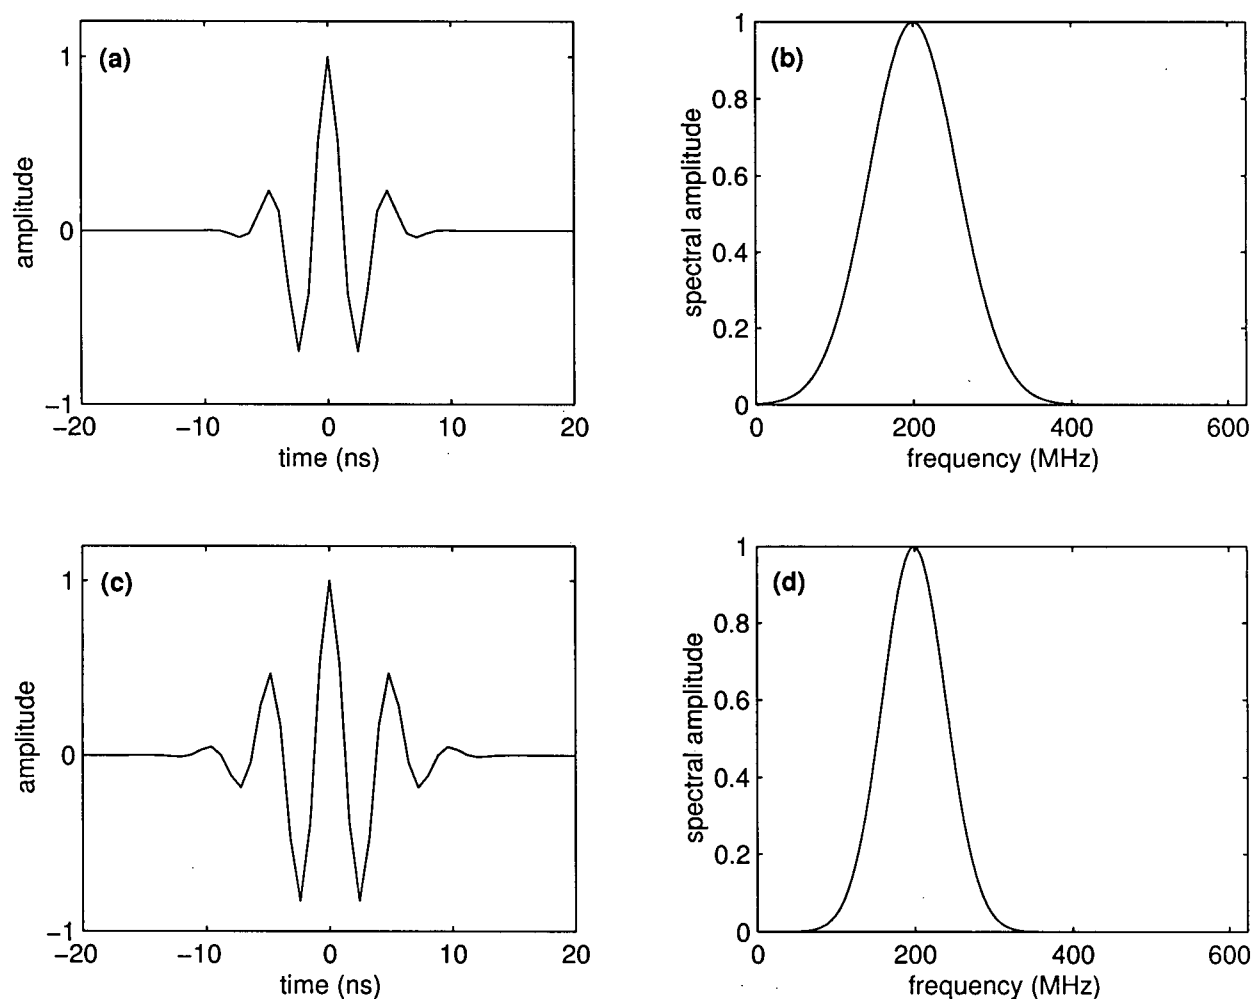 (a)
1
0
−1
amplitude
−20 −10 0 10 20
time (ns)
(b)
1
0.8
0.6
0.4
0.2
0
spectral amplitude
0 200 400 600
frequency (MHz)
(c)
1
0
−1
amplitude
−20 −10 0 10 20
time (ns)
(d)
1
0.8
0.6
0.4
0.2
0
spectral amplitude
0 200 400 600
frequency (MHz)